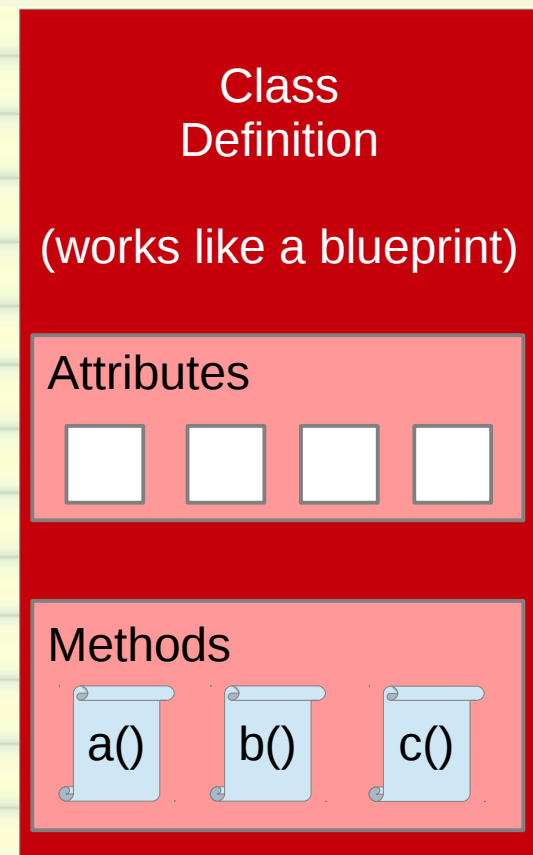 Class
Definition
(works like a blueprint)
Attributes
Methods
a() b() c()